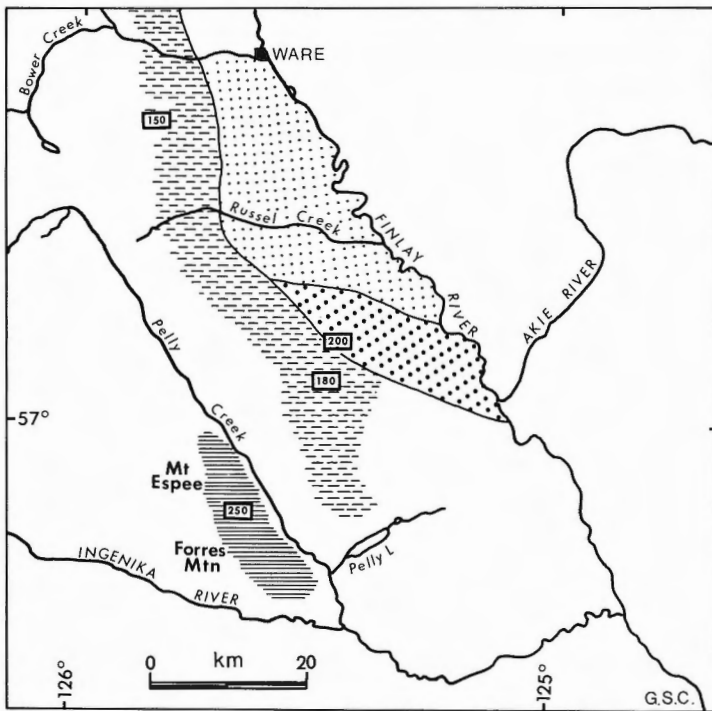 Bower Creek
WARE
150
Russel Creek
FINLAY
RIVER
AKIE RIVER
Pelly
Creek
200
180
57°
Mt
Espee
250
Forres
Mtn
INGENIKA
RIVER
Pelly L
0 km 20
126°
125°
G.S.C.